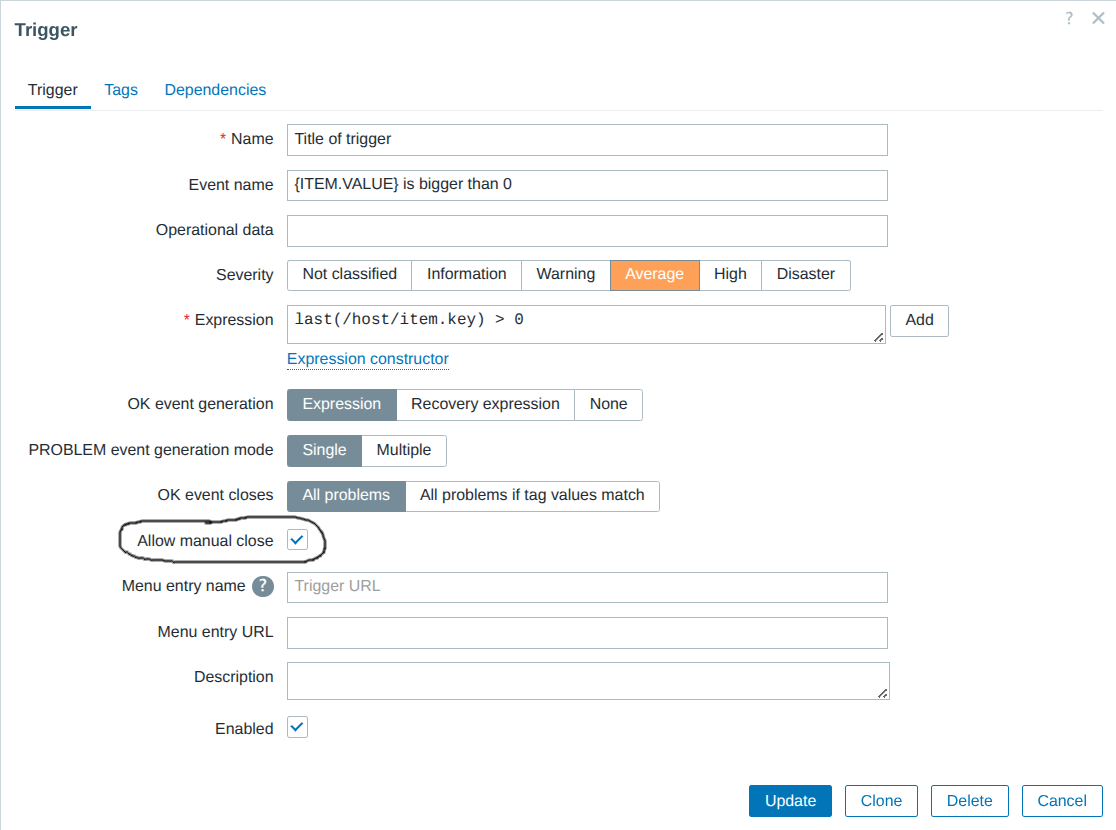 Trigger
Trigger Tags Dependencies
* Name Title of trigger
Event name {ITEM.VALUE} is bigger than 0
Operational data
Severity Not classified Information Warning Average High Disaster
* Expression last(/host/item.key) > 0 Add
Expression constructor
OK event generation Expression Recovery expression None
PROBLEM event generation mode Single Multiple
OK event closes All problems All problems if tag values match
Allow manual close
Menu entry name ? Trigger URL
Menu entry URL
Description
Enabled
Update Clone Delete Cancel